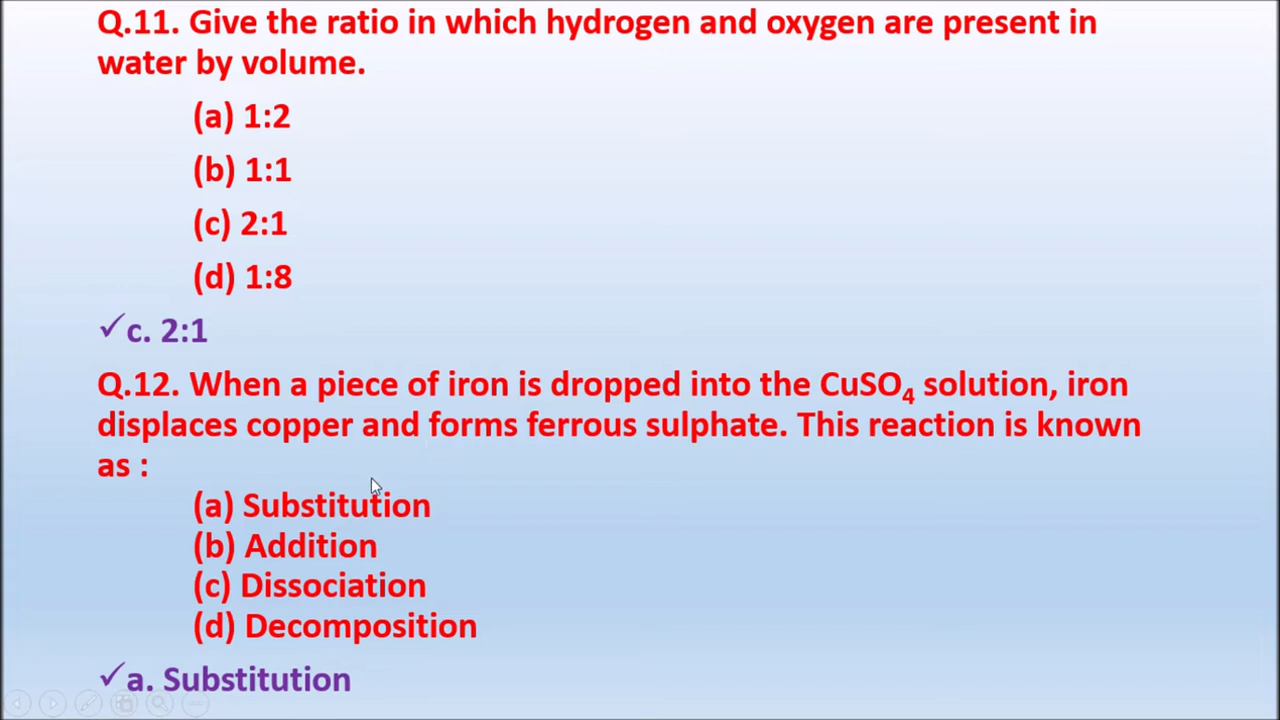 Q.11. Give the ratio in which hydrogen and oxygen are present in
water by volume.
(a) 1:2
(b) 1:1
(c) 2:1
(d) 1:8
✓c. 2:1
Q.12. When a piece of iron is dropped into the CuSO₄ solution, iron
displaces copper and forms ferrous sulphate. This reaction is known
as :
(a) Substitution
(b) Addition
(c) Dissociation
(d) Decomposition
✓a. Substitution